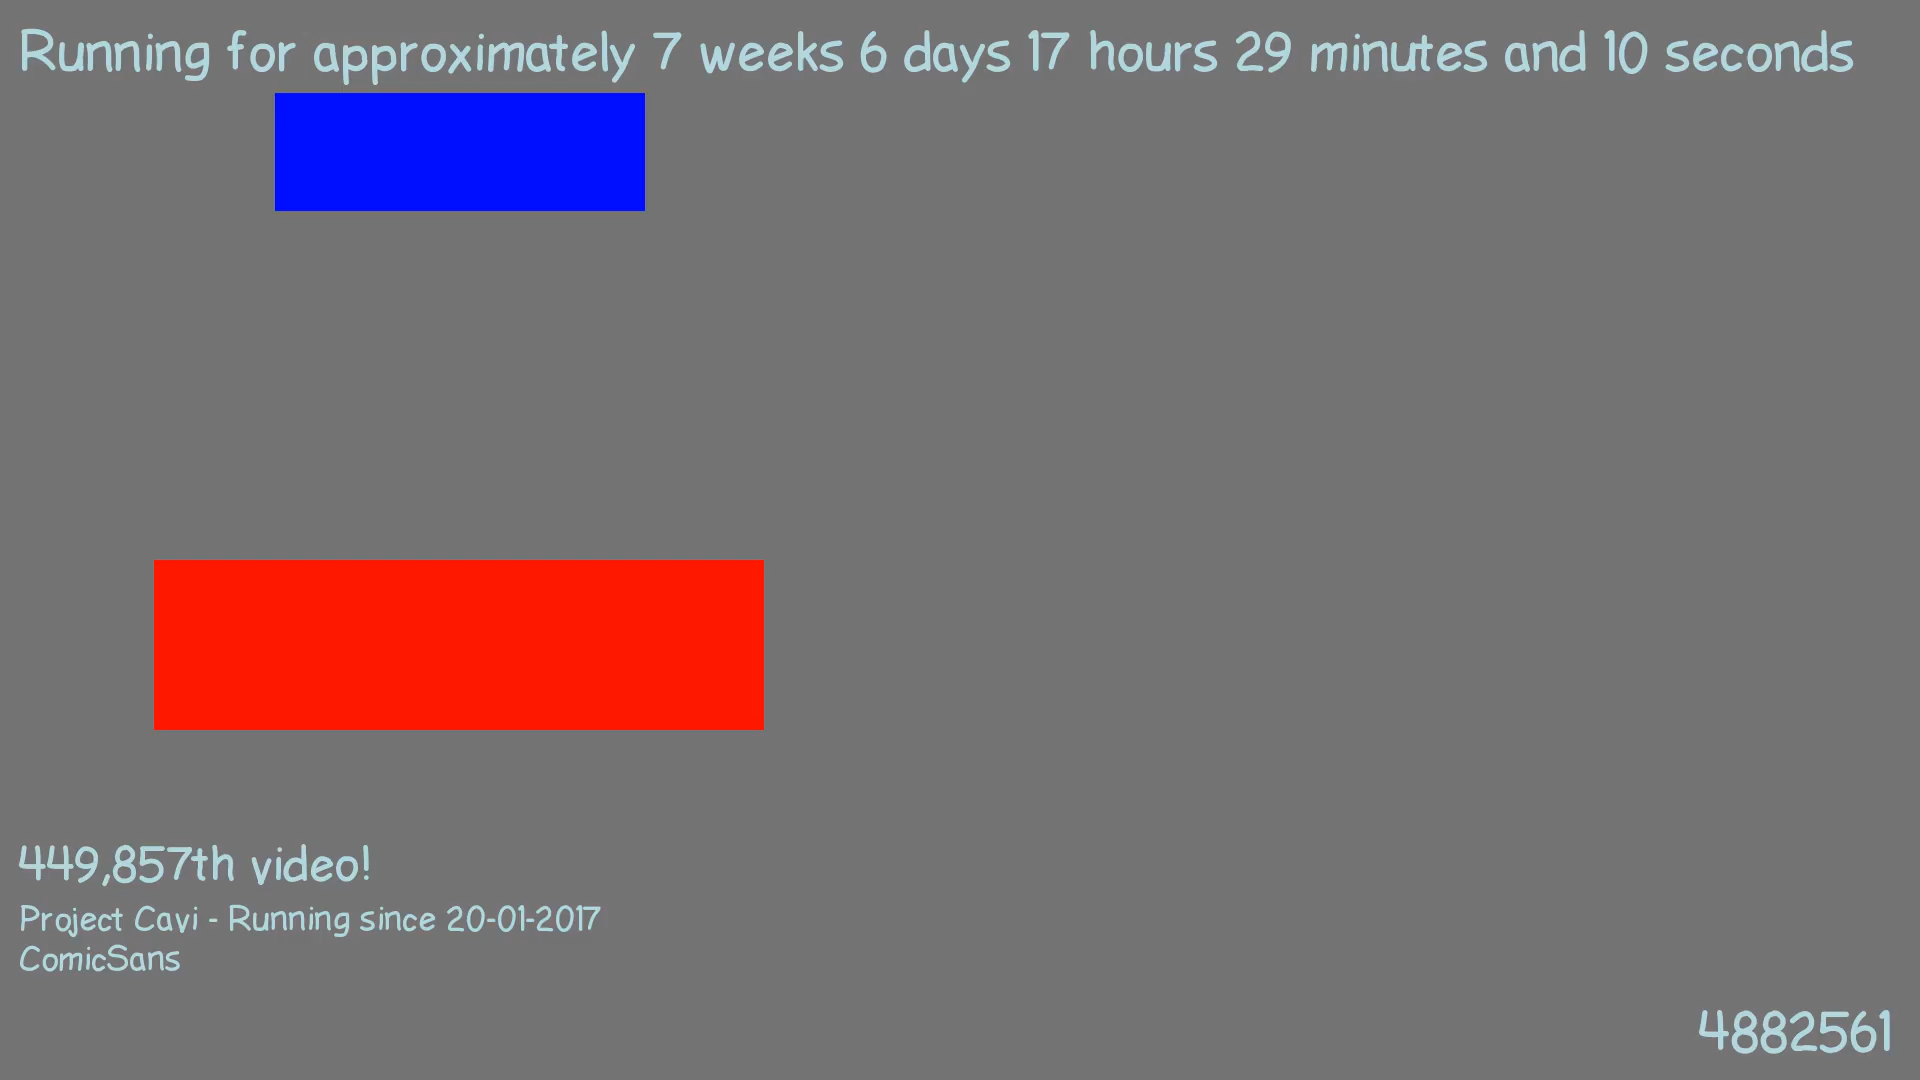 Running for approximately 7 weeks 6 days 17 hours 29 minutes and 10 seconds
449,857th video!
Project Cavi - Running since 20-01-2017
ComicSans
4882561